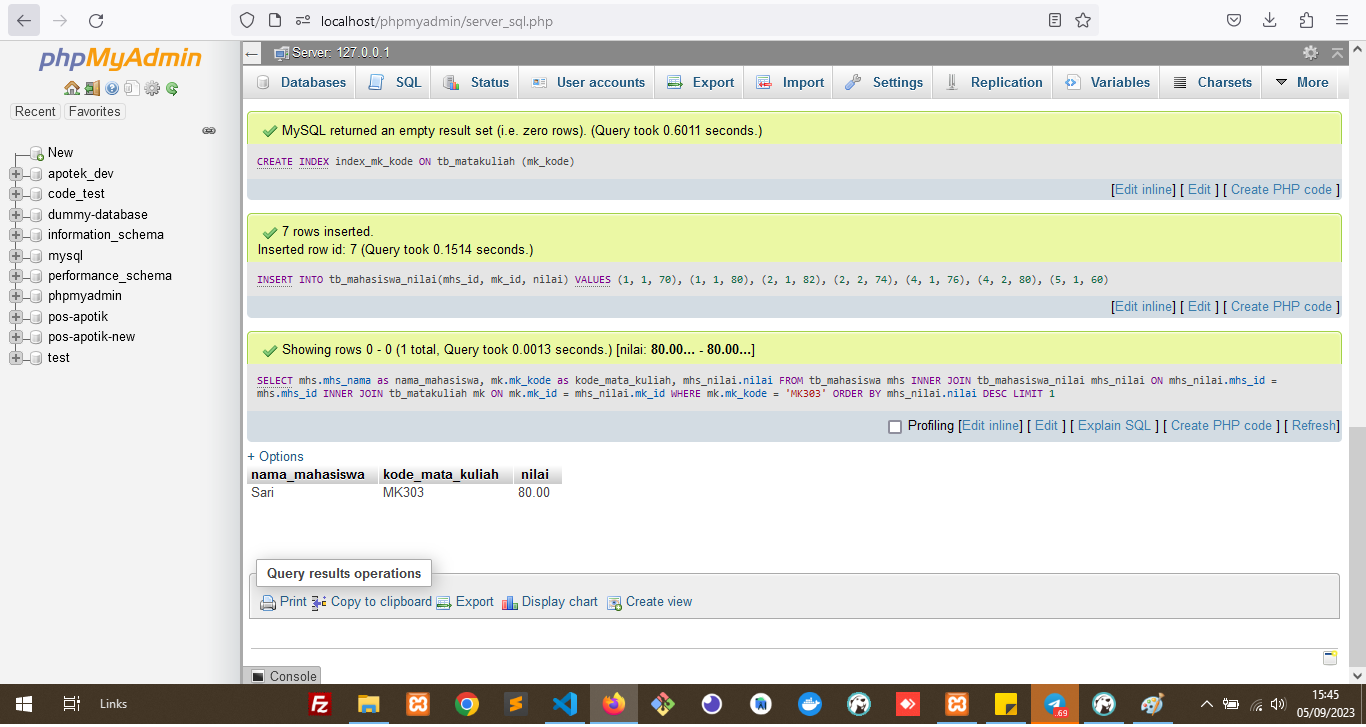 localhost/phpmyadmin/server_sql.php
phpMyAdmin
Recent Favorites
New
apotek_dev
code_test
dummy-database
information_schema
mysql
performance_schema
phpmyadmin
pos-apotik
pos-apotik-new
test
Server: 127.0.0.1
Databases SQL Status User accounts Export Import Settings Replication Variables Charsets More
MySQL returned an empty result set (i.e. zero rows). (Query took 0.6011 seconds.)
CREATE INDEX index_mk_kode ON tb_matakuliah (mk_kode)
[Edit inline] [ Edit ] [ Create PHP code ]
7 rows inserted.
Inserted row id: 7 (Query took 0.1514 seconds.)
INSERT INTO tb_mahasiswa_nilai(mhs_id, mk_id, nilai) VALUES (1, 1, 70), (1, 1, 80), (2, 1, 82), (2, 2, 74), (4, 1, 76), (4, 2, 80), (5, 1, 60)
[Edit inline] [ Edit ] [ Create PHP code ]
Showing rows 0 - 0 (1 total, Query took 0.0013 seconds.) [nilai: 80.00... - 80.00...]
SELECT mhs.mhs_nama as nama_mahasiswa, mk.mk_kode as kode_mata_kuliah, mhs_nilai.nilai FROM tb_mahasiswa mhs INNER JOIN tb_mahasiswa_nilai mhs_nilai ON mhs_nilai.mhs_id =
mhs.mhs_id INNER JOIN tb_matakuliah mk ON mk.mk_id = mhs_nilai.mk_id WHERE mk.mk_kode = 'MK303' ORDER BY mhs_nilai.nilai DESC LIMIT 1
Profiling [Edit inline] [ Edit ] [ Explain SQL ] [ Create PHP code ] [ Refresh]
+ Options
nama_mahasiswa kode_mata_kuliah nilai
Sari MK303 80.00
Query results operations
Print Copy to clipboard Export Display chart Create view
Console
Links
.69
15:45
05/09/2023